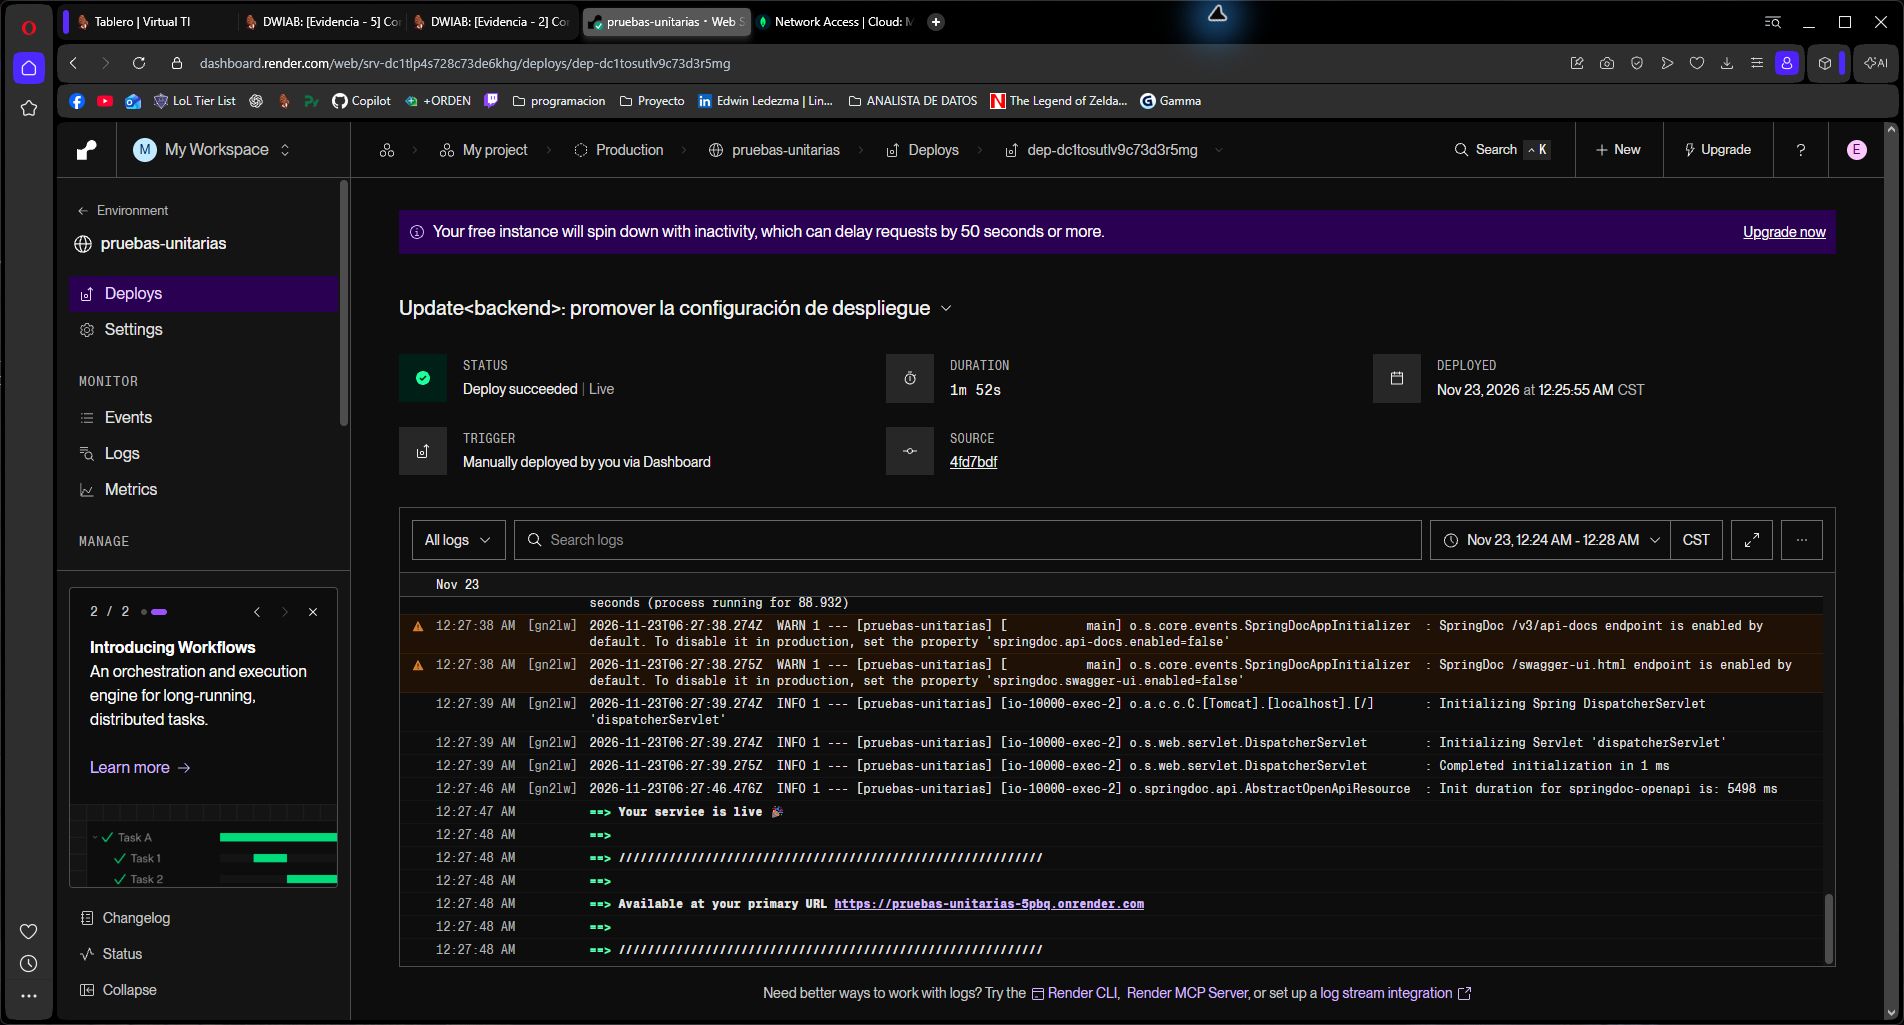 Tablero | Virtual TI
DWIAB: [Evidencia - 5] Cor
DWIAB: [Evidencia - 2] Cor
pruebas-unitarias · Web S
Network Access | Cloud: M
dashboard.render.com/web/srv-dc1tlp4s728c73de6khg/deploys/dep-dc1tosutlv9c73d3r5mg
AI
LoL Tier List
Copilot
+ORDEN
programacion
Proyecto
Edwin Ledezma | Lin...
ANALISTA DE DATOS
The Legend of Zelda...
Gamma
M My Workspace
My project
Production
pruebas-unitarias
Deploys
dep-dc1tosutlv9c73d3r5mg
Search ^ K
+ New
Upgrade
?
E
← Environment
pruebas-unitarias
Deploys
Settings
MONITOR
Events
Logs
Metrics
MANAGE
2 / 2
Introducing Workflows
An orchestration and execution
engine for long-running,
distributed tasks.
Learn more →
Task A
Task 1
Task 2
Changelog
Status
Collapse
Your free instance will spin down with inactivity, which can delay requests by 50 seconds or more.
Upgrade now
Update<backend>: promover la configuración de despliegue
STATUS
Deploy succeeded | Live
DURATION
1m 52s
DEPLOYED
Nov 23, 2026 at 12:25:55 AM CST
TRIGGER
Manually deployed by you via Dashboard
SOURCE
4fd7bdf
All logs
Search logs
Nov 23, 12:24 AM - 12:28 AM
CST
...
Nov 23
seconds (process running for 88.932)
12:27:38 AM [gn2lw] 2026-11-23T06:27:38.274Z WARN 1 --- [pruebas-unitarias] [ main] o.s.core.events.SpringDocAppInitializer : SpringDoc /v3/api-docs endpoint is enabled by
default. To disable it in production, set the property 'springdoc.api-docs.enabled=false'
12:27:38 AM [gn2lw] 2026-11-23T06:27:38.275Z WARN 1 --- [pruebas-unitarias] [ main] o.s.core.events.SpringDocAppInitializer : SpringDoc /swagger-ui.html endpoint is enabled by
default. To disable it in production, set the property 'springdoc.swagger-ui.enabled=false'
12:27:39 AM [gn2lw] 2026-11-23T06:27:39.274Z INFO 1 --- [pruebas-unitarias] [io-10000-exec-2] o.a.c.c.C.[Tomcat].[localhost].[/] : Initializing Spring DispatcherServlet
'dispatcherServlet'
12:27:39 AM [gn2lw] 2026-11-23T06:27:39.274Z INFO 1 --- [pruebas-unitarias] [io-10000-exec-2] o.s.web.servlet.DispatcherServlet : Initializing Servlet 'dispatcherServlet'
12:27:39 AM [gn2lw] 2026-11-23T06:27:39.275Z INFO 1 --- [pruebas-unitarias] [io-10000-exec-2] o.s.web.servlet.DispatcherServlet : Completed initialization in 1 ms
12:27:46 AM [gn2lw] 2026-11-23T06:27:46.476Z INFO 1 --- [pruebas-unitarias] [io-10000-exec-2] o.springdoc.api.AbstractOpenApiResource : Init duration for springdoc-openapi is: 5498 ms
12:27:47 AM ==> Your service is live 🎉
12:27:48 AM ==>
12:27:48 AM ==> ///////////////////////////////////////////////////////////
12:27:48 AM ==>
12:27:48 AM ==> Available at your primary URL https://pruebas-unitarias-5pbq.onrender.com
12:27:48 AM ==>
12:27:48 AM ==> ///////////////////////////////////////////////////////////
Need better ways to work with logs? Try the Render CLI, Render MCP Server, or set up a log stream integration